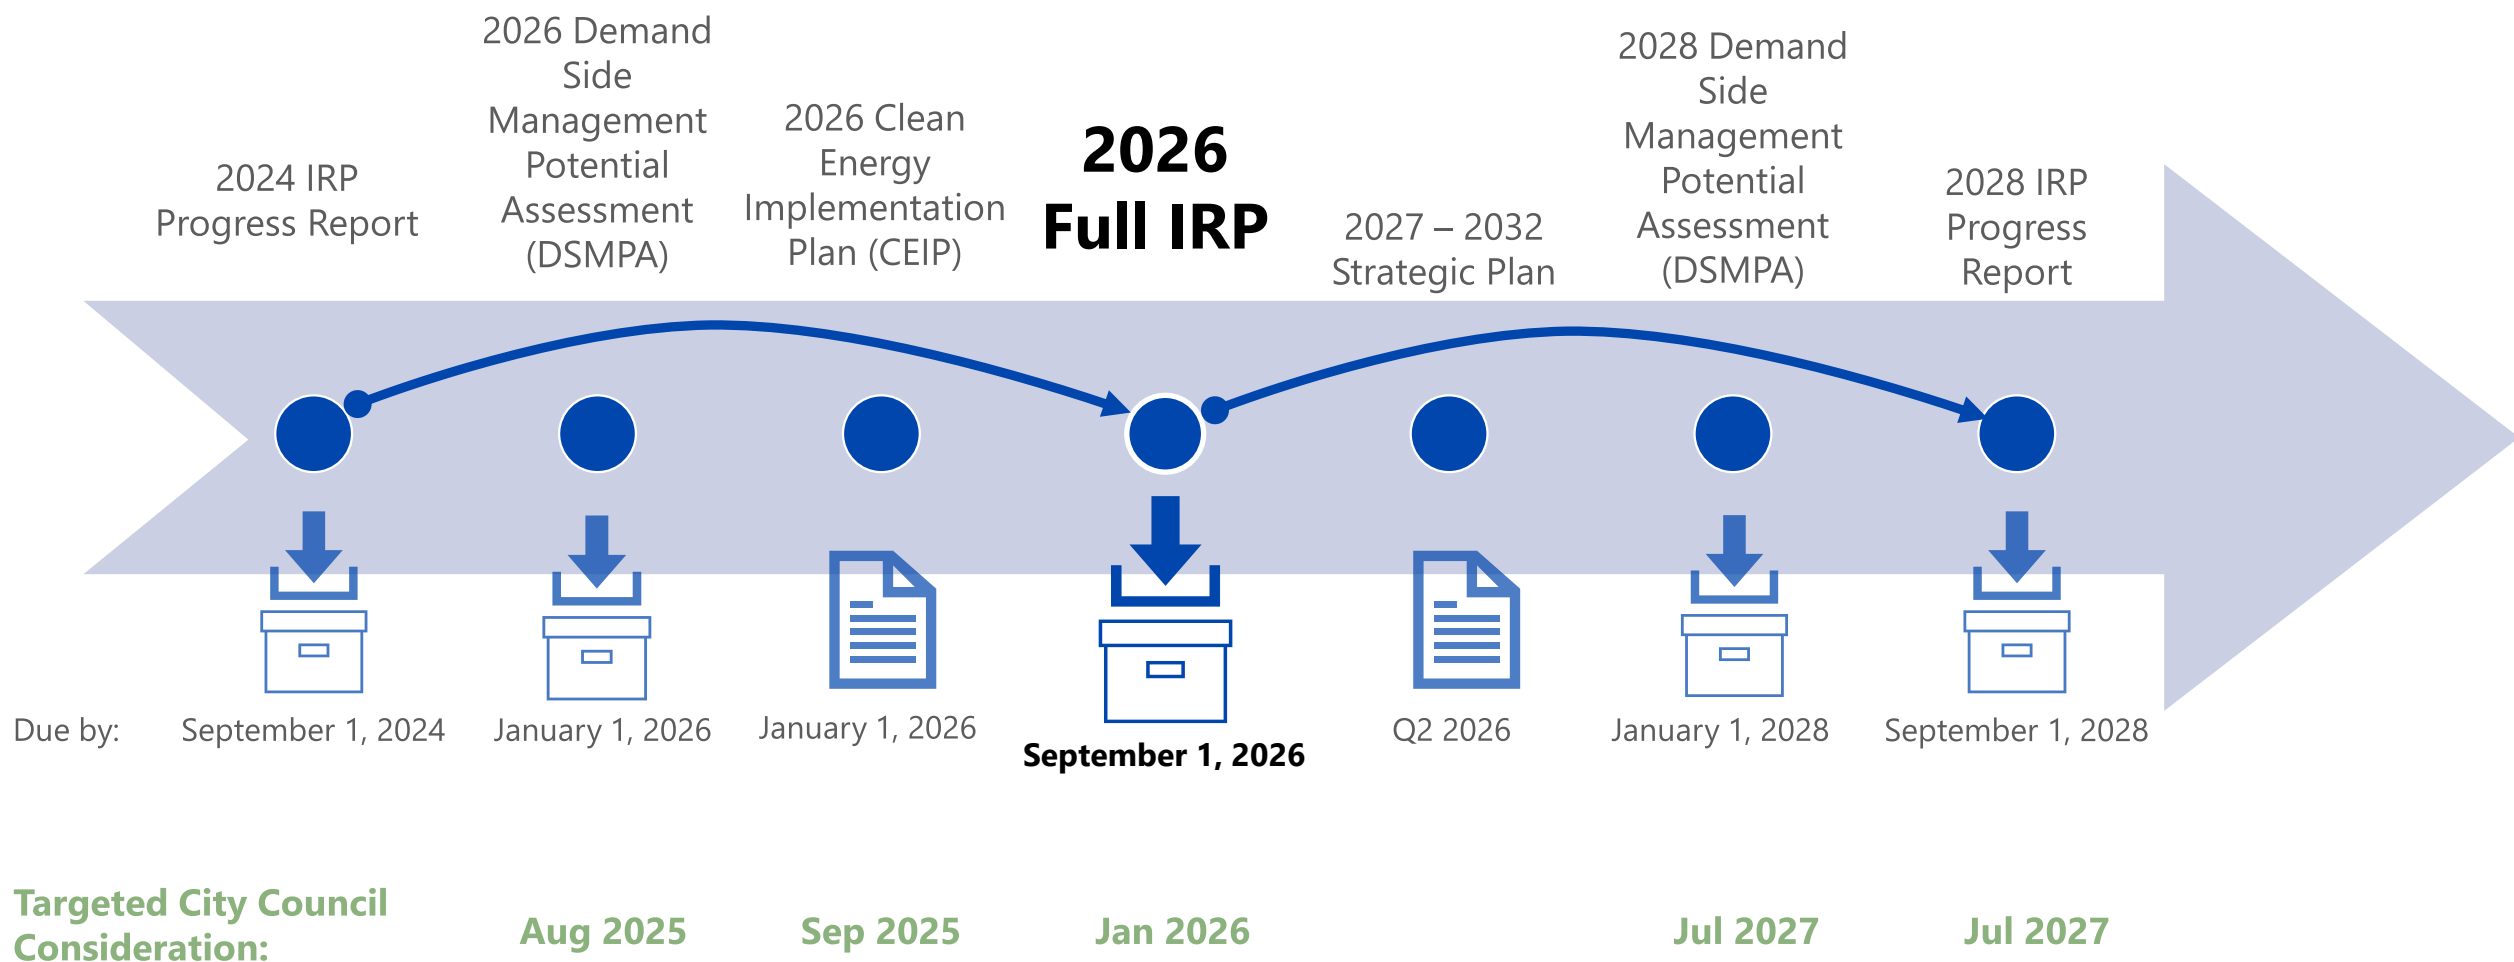 2024 IRP
Progress Report
2026 Demand
Side
Management
Potential
Assessment
(DSMPA)
2026 Clean
Energy
Implementation
Plan (CEIP)
2026
Full IRP
2027 – 2032
Strategic Plan
2028 Demand
Side
Managment
Potential
Assessment
(DSMPA)
2028 IRP
Progress
Report
Due by:
September 1, 2024
January 1, 2026
January 1, 2026
September 1, 2026
Q2 2026
January 1, 2028
September 1, 2028
Targeted City Council
Consideration:
Aug 2025
Sep 2025
Jan 2026
Jul 2027
Jul 2027